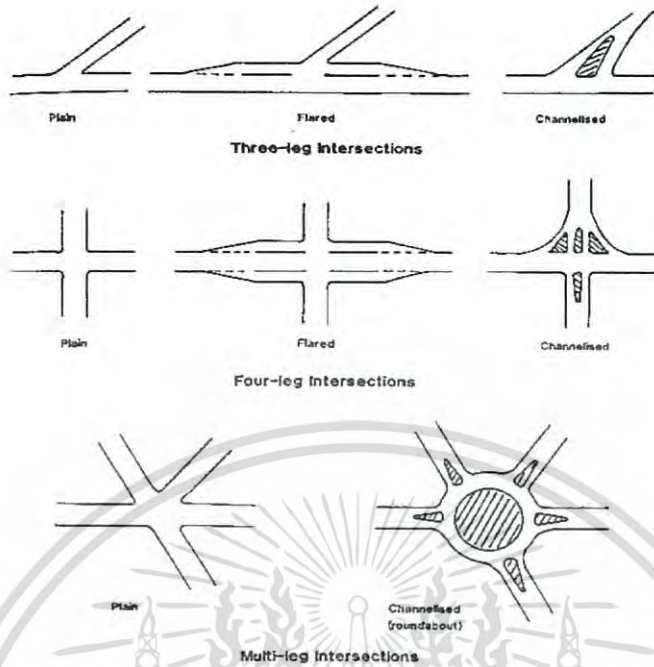 Plain Flared Channelised
Three-leg Intersections
Plain Flared Channelised
Four-leg Intersections
Plain Channelised
(roundabout)
Multi-leg Intersections